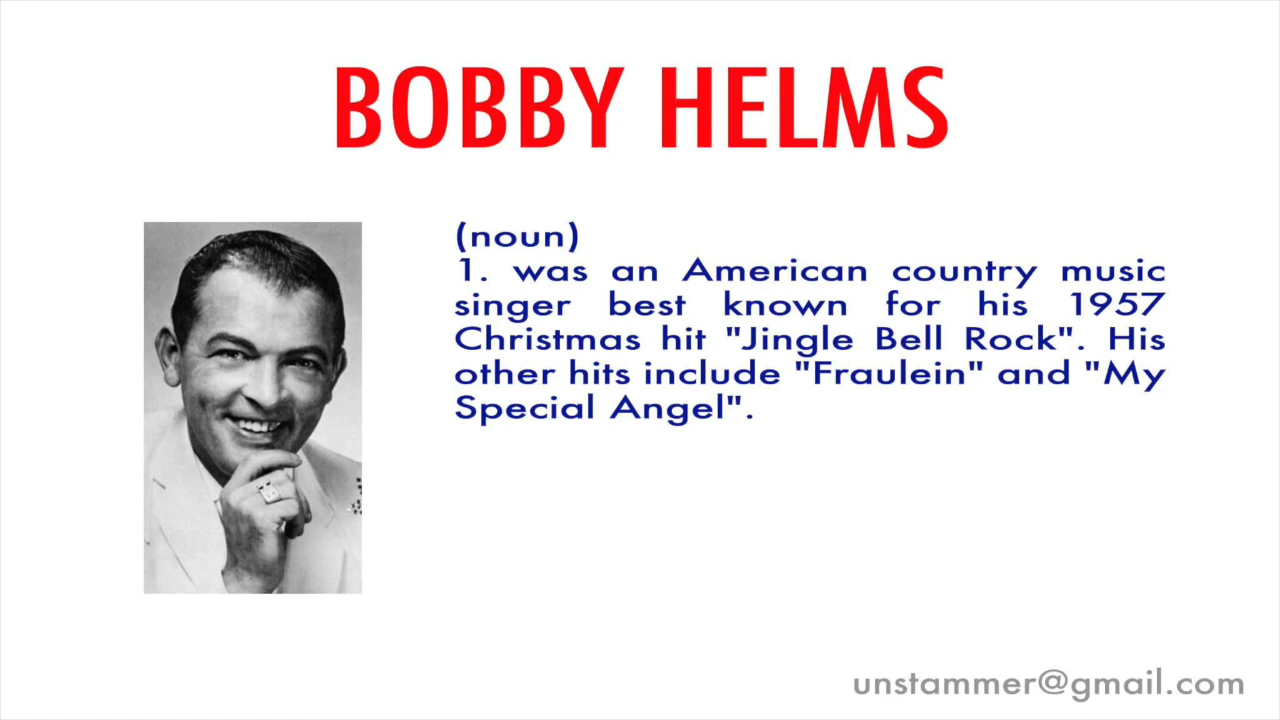 BOBBY HELMS
(noun)
1. was an American country music
singer best known for his 1957
Christmas hit "Jingle Bell Rock". His
other hits include "Fraulein" and "My
Special Angel".
unstammer@gmail.com